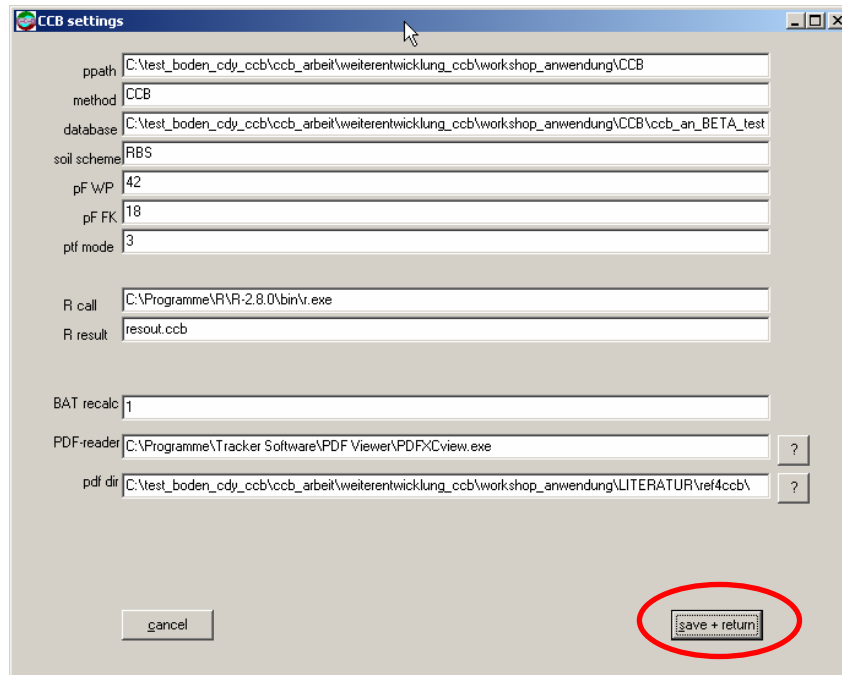 CCB settings
ppath C:\test_boden_cdy_ccb\ccb_arbeit\weiterentwicklung_ccb\workshop_anwendung\CCB
method CCB
database C:\test_boden_cdy_ccb\ccb_arbeit\weiterentwicklung_ccb\workshop_anwendung\CCB\ccb_an_BETA_test
soil scheme RBS
pF WP 42
pF FK 18
ptf mode 3
R call C:\Programme\R\R-2.8.0\bin\r.exe
R result resout.ccb
BAT recalc 1
PDF-reader C:\Programme\Tracker Software\PDF Viewer\PDFXCview.exe ?
pdf dir C:\test_boden_cdy_ccb\ccb_arbeit\weiterentwicklung_ccb\workshop_anwendung\LITERATUR\ref4ccb\ ?
cancel save + return